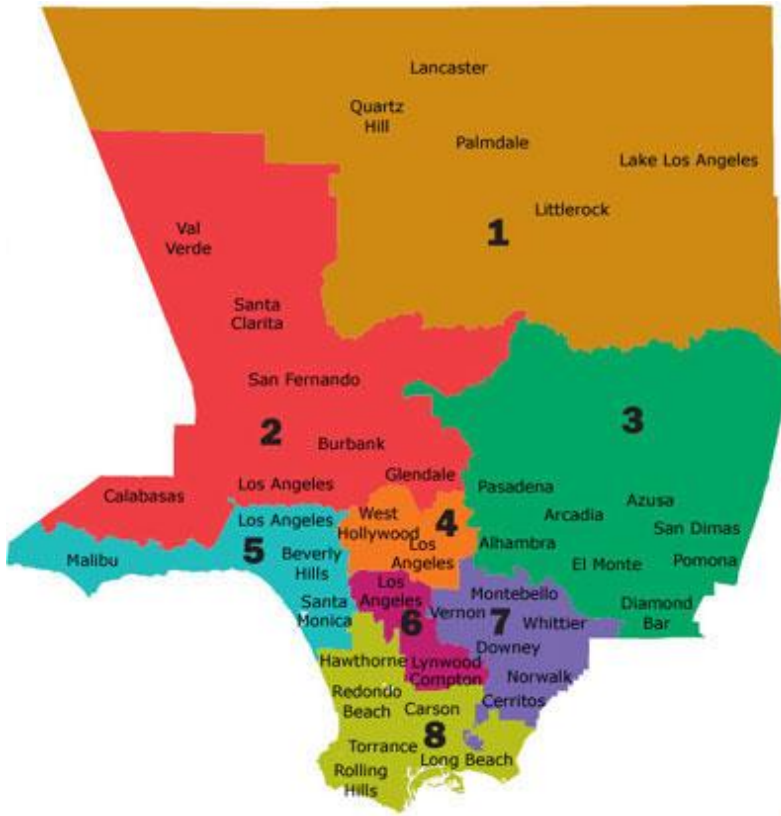 Lancaster
Quartz
Hill
Palmdale
Lake Los Angeles
Littlerock
1
Val
Verde
Santa
Clarita
San Fernando
2
Burbank
Glendale
Los Angeles
Calabasas
3
Pasadena
Azusa
Arcadia
San Dimas
Alhambra
El Monte
Pomona
Diamond
Bar
West
Hollywood
4
Los
Angeles
Los Angeles
5
Beverly
Hills
Malibu
Santa
Monica
Los
Angeles
6
Lynwood
Compton
Montebello
Vernon
7
Whittier
Downey
Norwalk
Cerritos
Hawthorne
Redondo
Beach
Carson
8
Torrance
Long Beach
Rolling
Hills